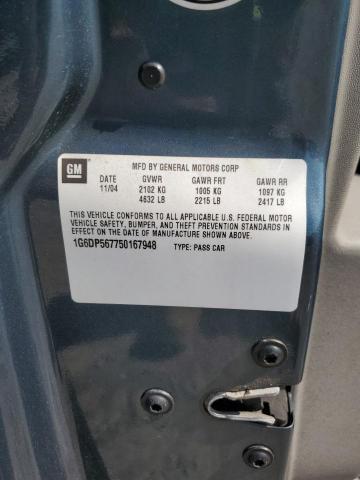 GM
MFD BY GENERAL MOTORS CORP
DATE GVWR GAWR FRT GAWR RR
11/04 2102 KG 1005 KG 1097 KG
4632 LB 2215 LB 2417 LB
THIS VEHICLE CONFORMS TO ALL APPLICABLE U.S. FEDERAL MOTOR
VEHICLE SAFETY, BUMPER, AND THEFT PREVENTION STANDARDS
IN EFFECT ON THE DATE OF MANUFACTURE SHOWN ABOVE.
1G6DP567750167948 TYPE: PASS CAR